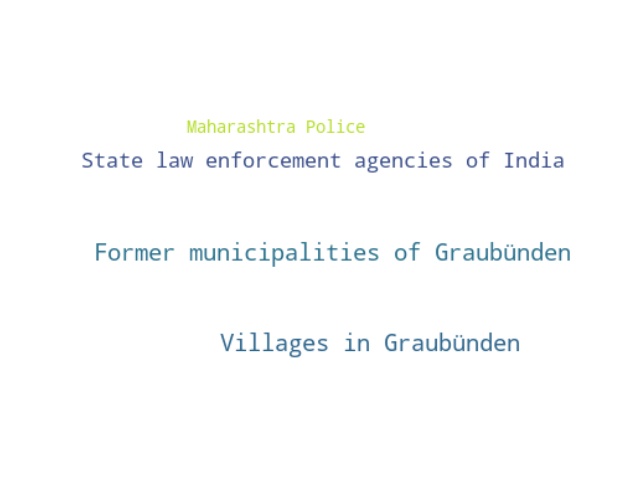 Maharashtra Police
State law enforcement agencies of India
Former municipalities of Graubünden
Villages in Graubünden